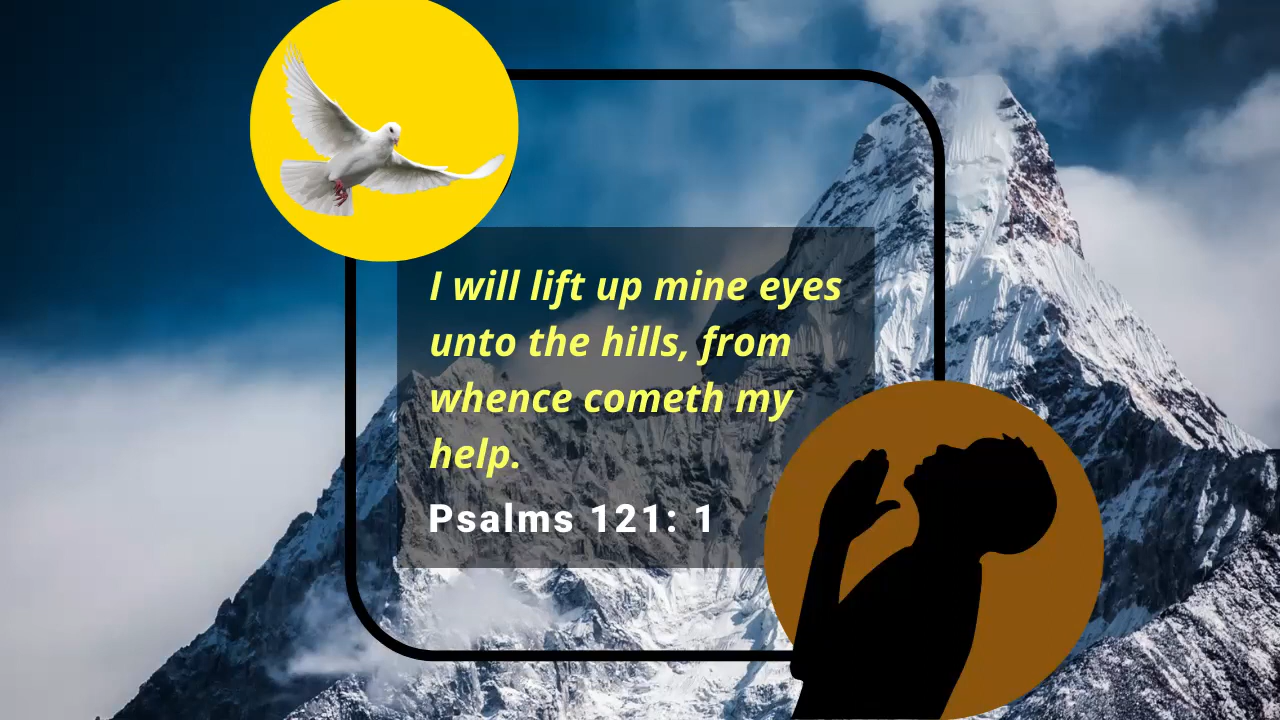 I will lift up mine eyes
unto the hills, from
whence cometh my
help.
Psalms 121: 1